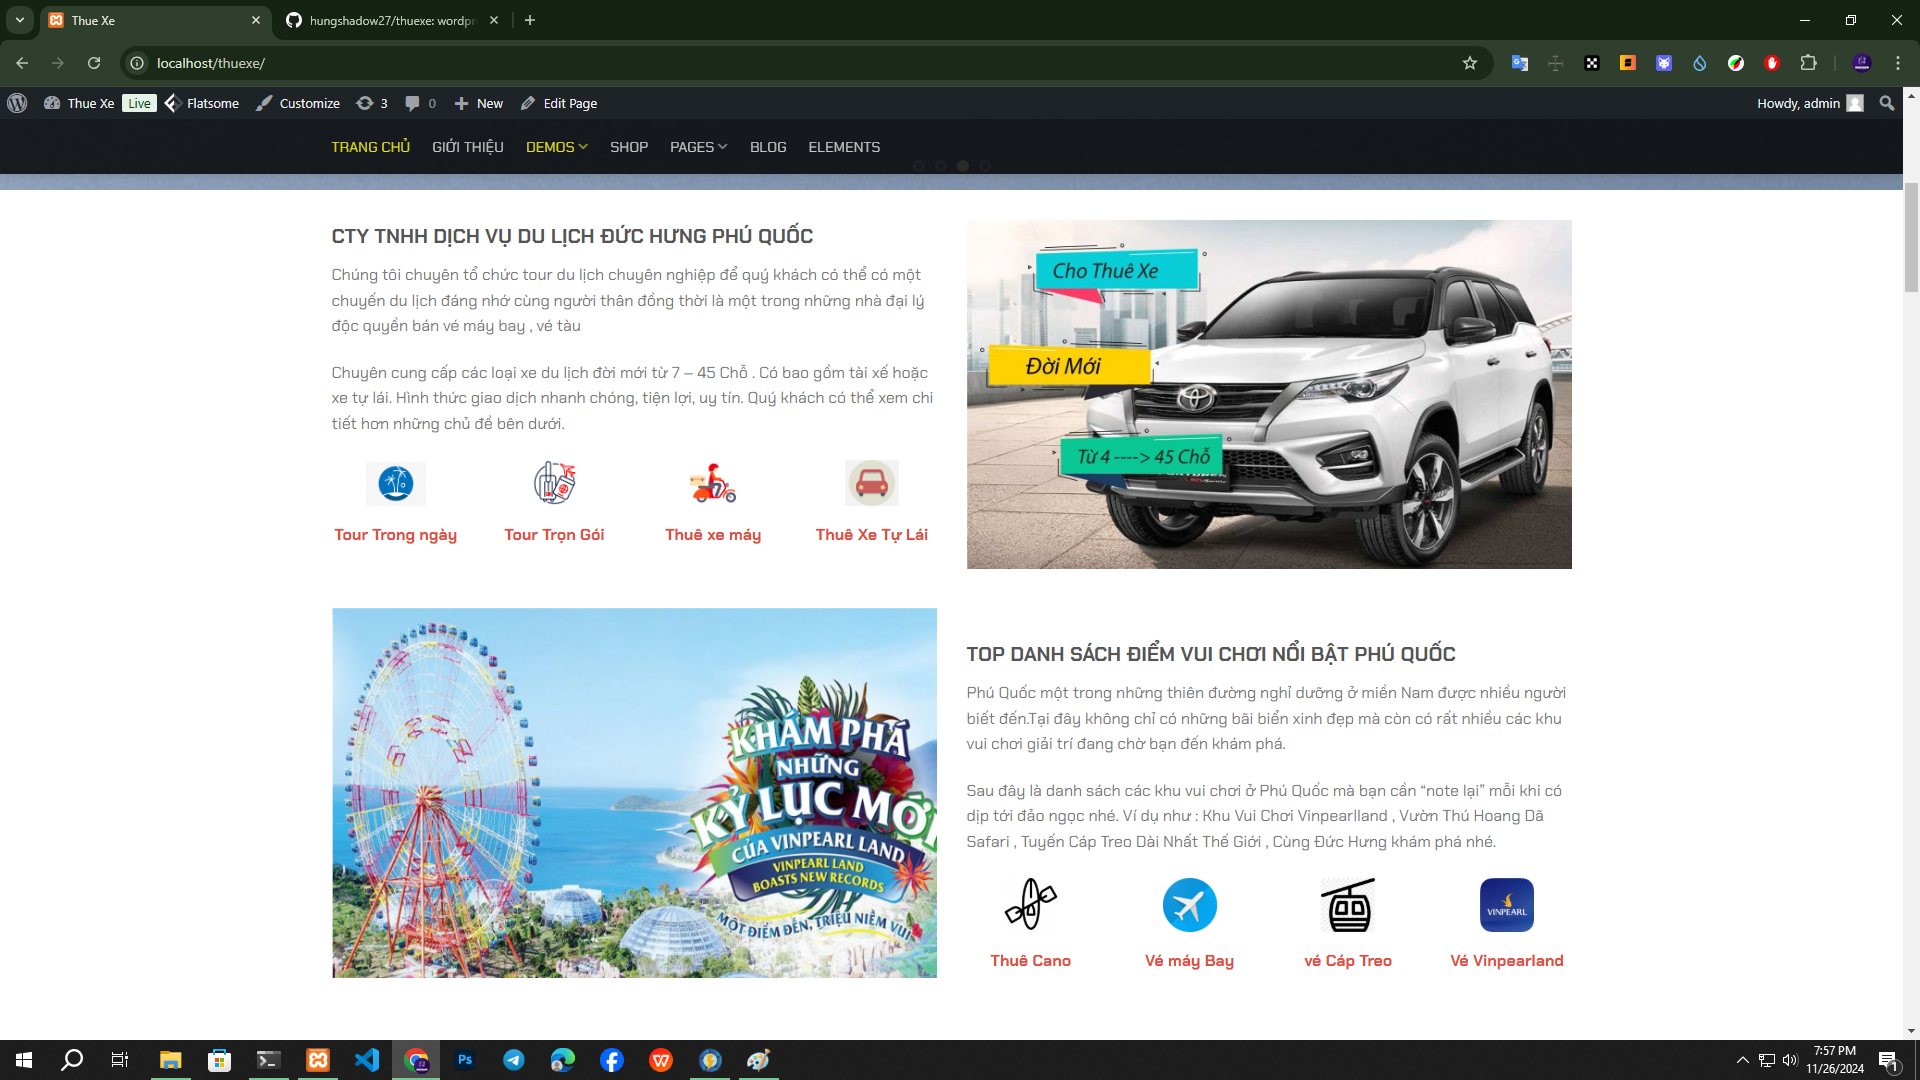 Thue Xe
hungshadow27/thuexe: wordpr
localhost/thuexe/
Thue Xe
Live
Flatsome
Customize
3
0
New
Edit Page
Howdy, admin
TRANG CHỦ
GIỚI THIỆU
DEMOS
SHOP
PAGES
BLOG
ELEMENTS
CTY TNHH DỊCH VỤ DU LỊCH ĐỨC HƯNG PHÚ QUỐC
Chúng tôi chuyên tổ chức tour du lịch chuyên nghiệp để quý khách có thể có một
chuyến du lịch đáng nhớ cùng người thân đồng thời là một trong những nhà đại lý
độc quyền bán vé máy bay , vé tàu
Chuyên cung cấp các loại xe du lịch đời mới từ 7 – 45 Chỗ . Có bao gồm tài xế hoặc
xe tự lái. Hình thức giao dịch nhanh chóng, tiện lợi, uy tín. Quý khách có thể xem chi
tiết hơn những chủ đề bên dưới.
Tour Trong ngày
Tour Trọn Gói
Thuê xe máy
Thuê Xe Tự Lái
Cho Thuê Xe
Đời Mới
Từ 4 ----> 45 Chỗ
KHÁM PHÁ
NHỮNG
KỶ LỤC MỚI
CỦA VINPEARL LAND
VINPEARL LAND
BOASTS NEW RECORDS
MỘT ĐIỂM ĐẾN, TRIỆU NIỀM VUI
TOP DANH SÁCH ĐIỂM VUI CHƠI NỔI BẬT PHÚ QUỐC
Phú Quốc một trong những thiên đường nghỉ dưỡng ở miền Nam được nhiều người
biết đến.Tại đây không chỉ có những bãi biển xinh đẹp mà còn có rất nhiều các khu
vui chơi giải trí đang chờ bạn đến khám phá.
Sau đây là danh sách các khu vui chơi ở Phú Quốc mà bạn cần “note lại” mỗi khi có
dịp tới đảo ngọc nhé. Ví dụ như : Khu Vui Chơi Vinpearlland , Vườn Thú Hoang Dã
Safari , Tuyến Cáp Treo Dài Nhất Thế Giới , Cùng Đức Hưng khám phá nhé.
VINPEARL
Thuê Cano
Vé máy Bay
vé Cáp Treo
Vé Vinpearland
Ps
7:57 PM
11/26/2024
1